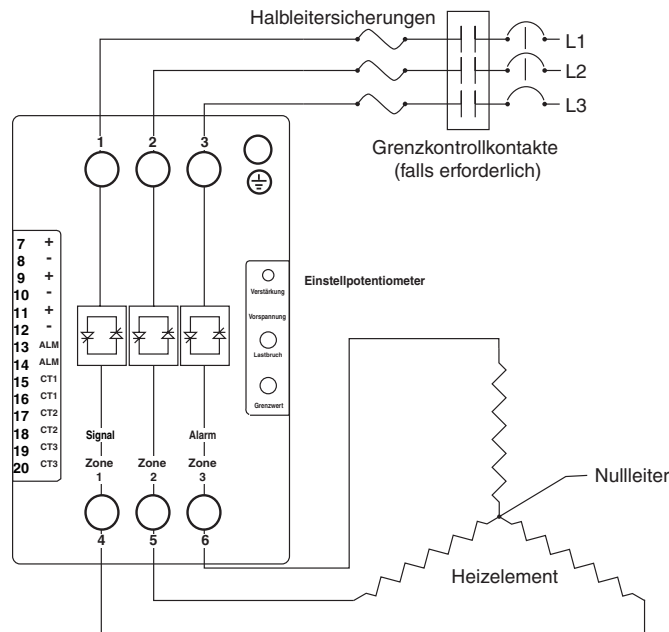 Halbleitersicherungen
L1
L2
L3
Grenzkontrollkontakte
(falls erforderlich)
1 2 3
7 +
8 -
9 +
10 -
11 +
12 -
13 ALM
14 ALM
15 CT1
16 CT1
17 CT2
18 CT2
19 CT3
20 CT3
Verstärkung
Einstellpotentiometer
Vorspannung
Lastbruch
Grenzwert
Signal
Alarm
Zone Zone Zone
1 2 3
4 5 6
Nullleiter
Heizelement